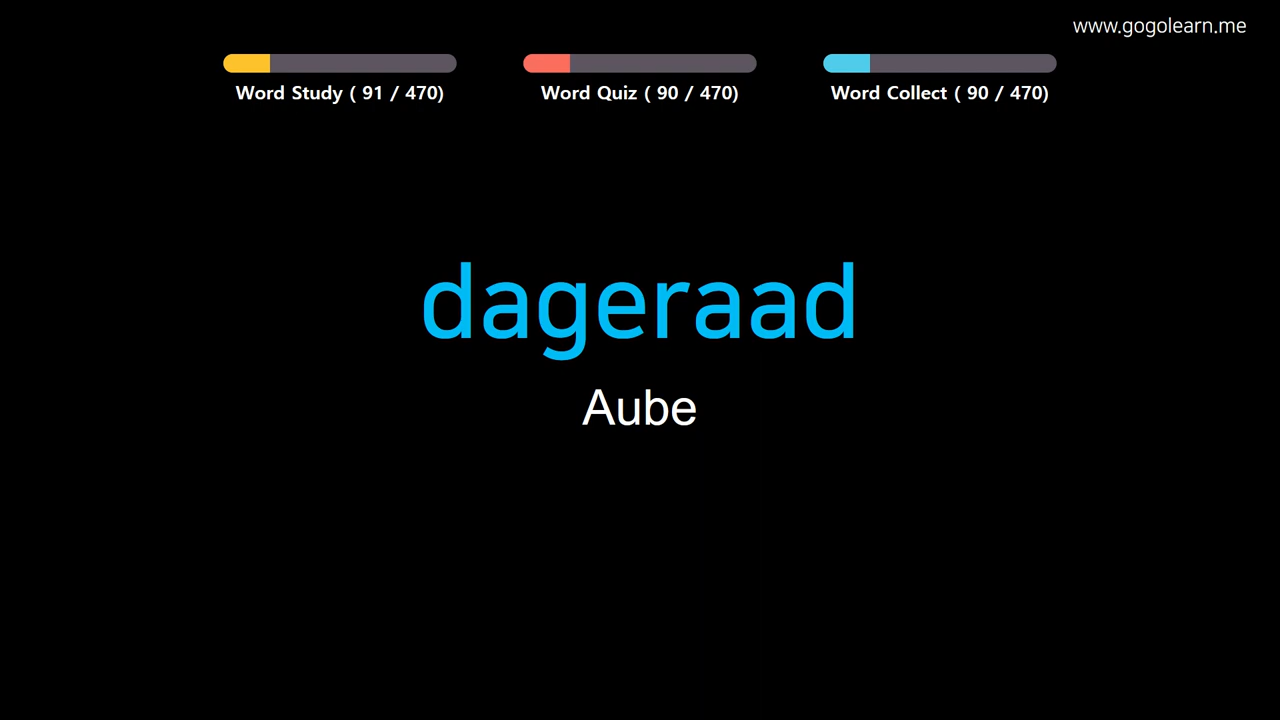 www.gogolearn.me
Word Study ( 91 / 470)
Word Quiz ( 90 / 470)
Word Collect ( 90 / 470)
dageraad
Aube